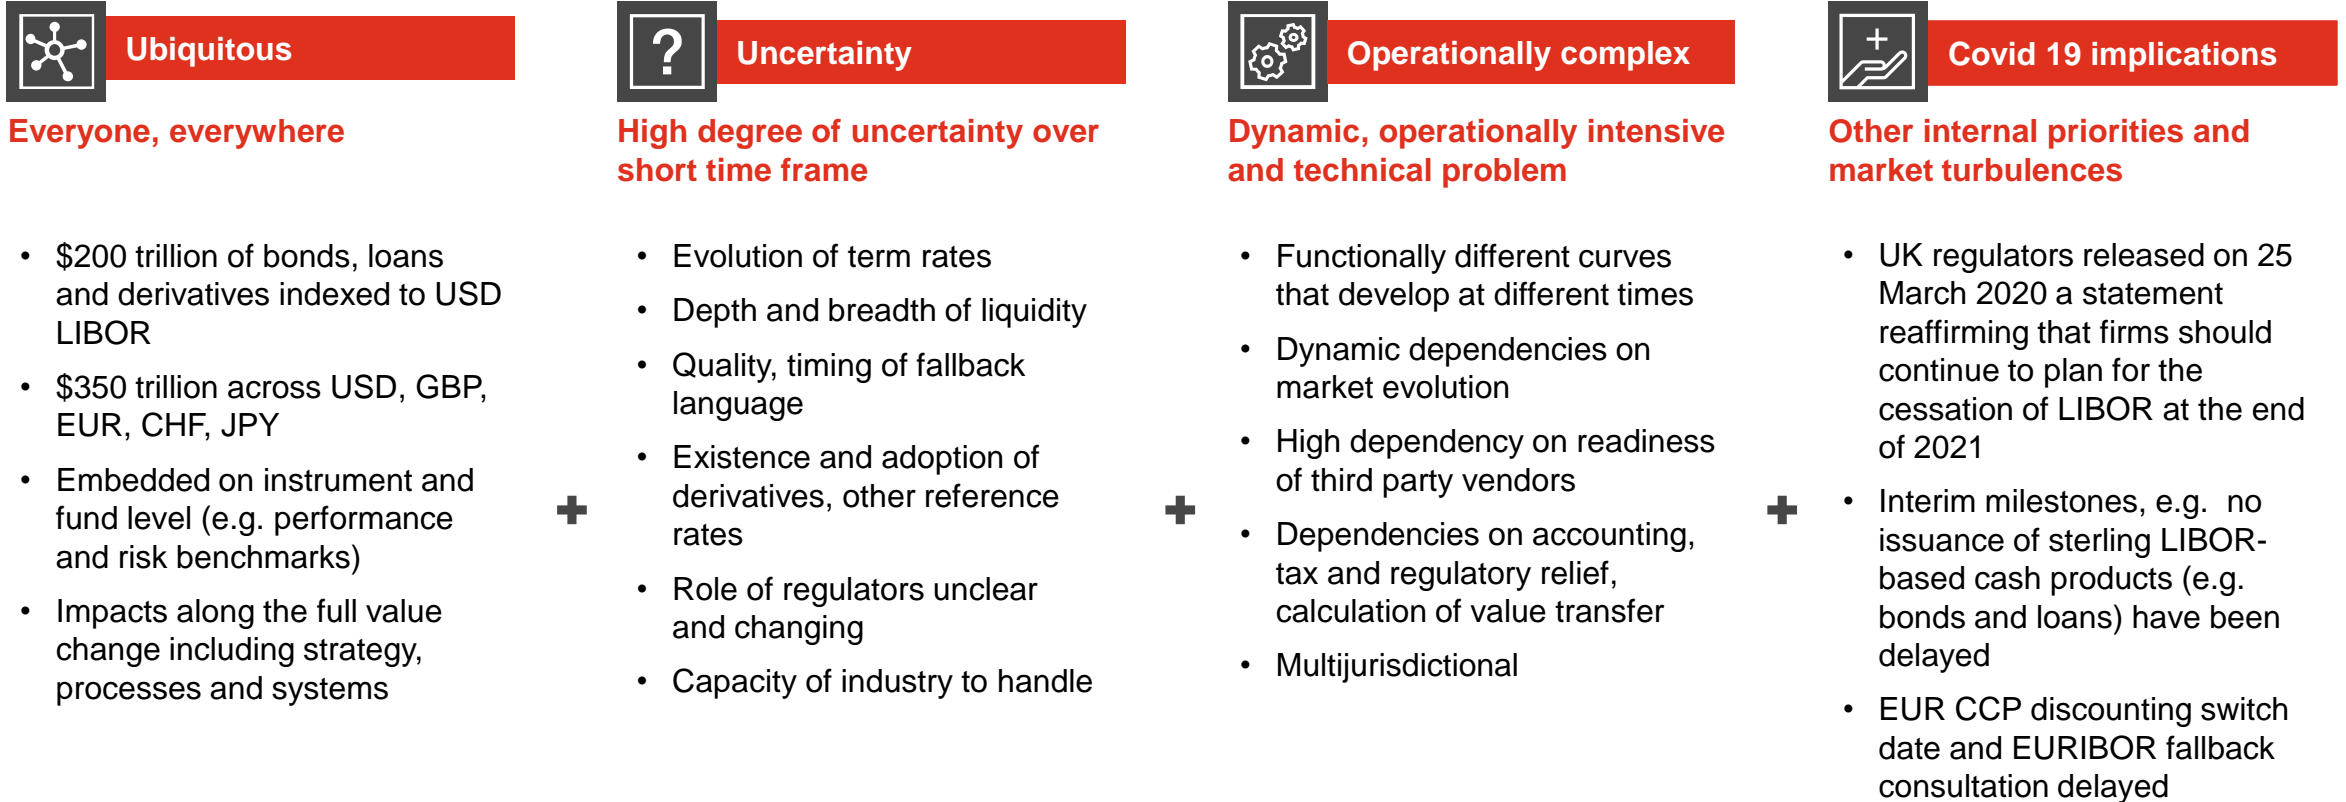 Ubiquitous
Everyone, everywhere
• $200 trillion of bonds, loans
and derivatives indexed to USD
LIBOR
• $350 trillion across USD, GBP,
EUR, CHF, JPY
• Embedded on instrument and
fund level (e.g. performance
and risk benchmarks)
• Impacts along the full value
change including strategy,
processes and systems
+
?
Uncertainty
High degree of uncertainty over
short time frame
• Evolution of term rates
• Depth and breadth of liquidity
• Quality, timing of fallback
language
• Existence and adoption of
derivatives, other reference
rates
• Role of regulators unclear
and changing
• Capacity of industry to handle
+
Operationally complex
Dynamic, operationally intensive
and technical problem
• Functionally different curves
that develop at different times
• Dynamic dependencies on
market evolution
• High dependency on readiness
of third party vendors
• Dependencies on accounting,
tax and regulatory relief,
calculation of value transfer
• Multijurisdictional
+
Covid 19 implications
Other internal priorities and
market turbulences
• UK regulators released on 25
March 2020 a statement
reaffirming that firms should
continue to plan for the
cessation of LIBOR at the end
of 2021
• Interim milestones, e.g.  no
issuance of sterling LIBOR-
based cash products (e.g.
bonds and loans) have been
delayed
• EUR CCP discounting switch
date and EURIBOR fallback
consultation delayed